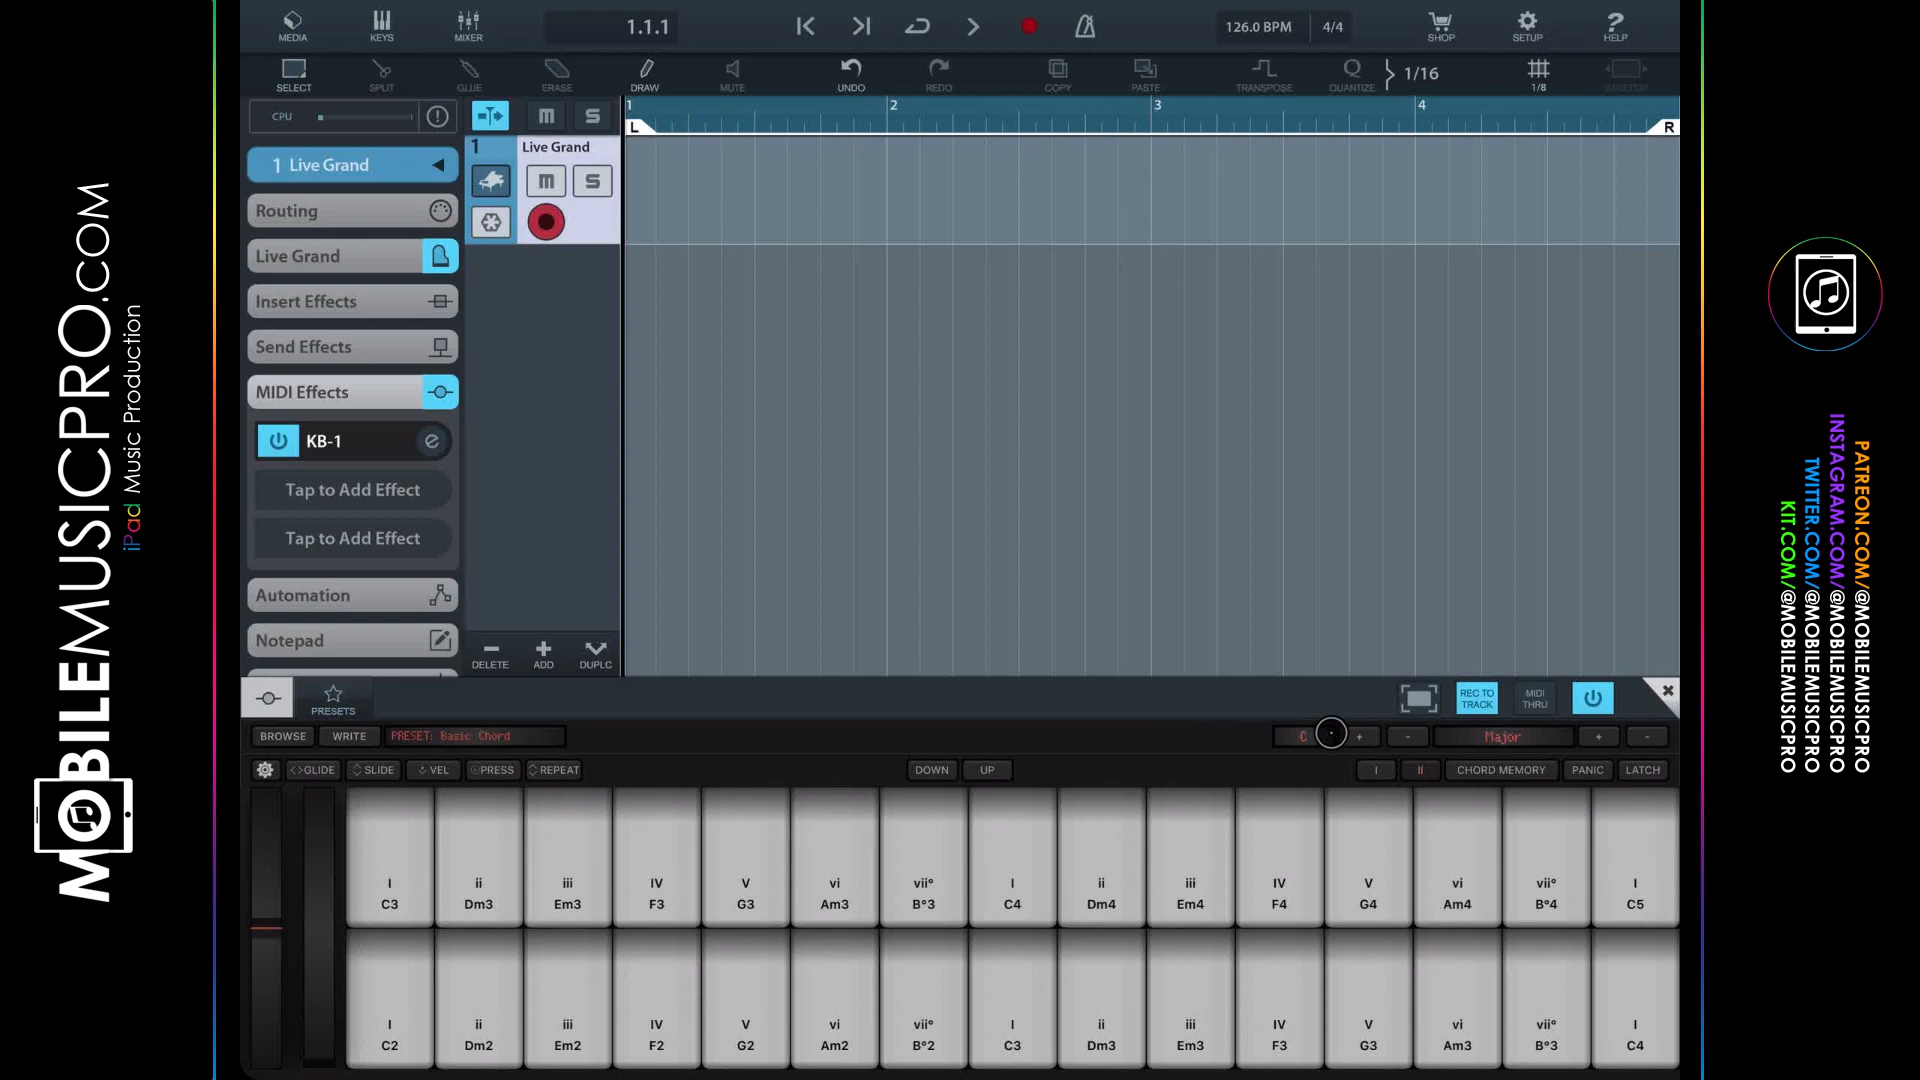 MEDIA
KEYS
MIXER
1.1.1
126.0 BPM
4/4
SHOP
SETUP
HELP
SELECT
SPLIT
GLUE
ERASE
DRAW
MUTE
UNDO
REDO
COPY
PASTE
TRANSPOSE
QUANTIZE
1/16
1/8
STRETCH
CPU
M
S
1
2
3
4
L
R
1 Live Grand
Routing
Live Grand
Insert Effects
Send Effects
MIDI Effects
KB-1
e
Tap to Add Effect
Tap to Add Effect
Automation
Notepad
1
Live Grand
M
S
DELETE
ADD
DUPLC
PRESETS
REC TO TRACK
MIDI THRU
BROWSE
WRITE
PRESET: Basic Chord
C
+
-
Major
+
-
<>GLIDE
SLIDE
VEL
PRESS
REPEAT
DOWN
UP
I
II
CHORD MEMORY
PANIC
LATCH
I ii iii IV V vi vii° I ii iii IV V vi vii° I
C3 Dm3 Em3 F3 G3 Am3 B°3 C4 Dm4 Em4 F4 G4 Am4 B°4 C5
I ii iii IV V vi vii° I ii iii IV V vi vii° I
C2 Dm2 Em2 F2 G2 Am2 B°2 C3 Dm3 Em3 F3 G3 Am3 B°3 C4
MOBILEMUSICPRO.COM
iPad Music Production
PATREON.COM/@MOBILEMUSICPRO
INSTAGRAM.COM/@MOBILEMUSICPRO
TWITTER.COM/@MOBILEMUSICPRO
KIT.COM/@MOBILEMUSICPRO